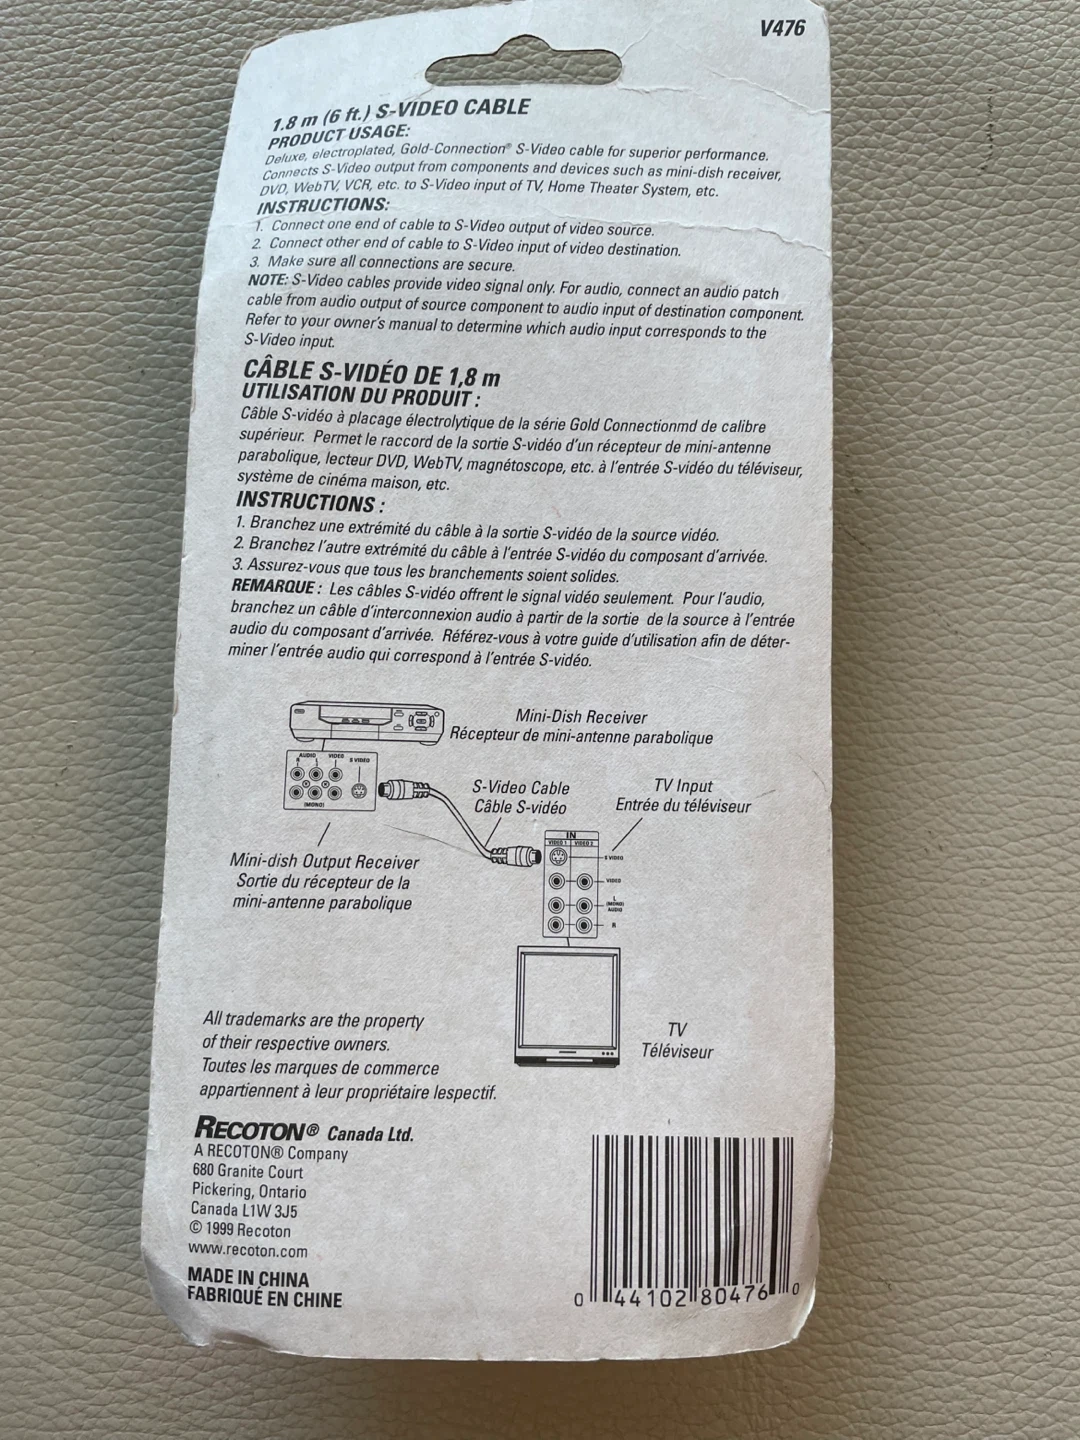 V476
1.8 m (6 ft.) S-VIDEO CABLE
PRODUCT USAGE:
Deluxe, electroplated, Gold-Connection® S-Video cable for superior performance.
Connects S-Video output from components and devices such as mini-dish receiver,
DVD, WebTV, VCR, etc. to S-Video input of TV, Home Theater System, etc.
INSTRUCTIONS:
1. Connect one end of cable to S-Video output of video source.
2. Connect other end of cable to S-Video input of video destination.
3. Make sure all connections are secure.
NOTE: S-Video cables provide video signal only. For audio, connect an audio patch
cable from audio output of source component to audio input of destination component.
Refer to your owner's manual to determine which audio input corresponds to the
S-Video input.
CÂBLE S-VIDÉO DE 1,8 m
UTILISATION DU PRODUIT :
Câble S-vidéo à placage électrolytique de la série Gold Connectionmd de calibre
supérieur. Permet le raccord de la sortie S-vidéo d'un récepteur de mini-antenne
parabolique, lecteur DVD, WebTV, magnétoscope, etc. à l'entrée S-vidéo du téléviseur,
système de cinéma maison, etc.
INSTRUCTIONS :
1. Branchez une extrémité du câble à la sortie S-vidéo de la source vidéo.
2. Branchez l'autre extrémité du câble à l'entrée S-vidéo du composant d'arrivée.
3. Assurez-vous que tous les branchements soient solides.
REMARQUE : Les câbles S-vidéo offrent le signal vidéo seulement. Pour l'audio,
branchez un câble d'interconnexion audio à partir de la sortie de la source à l'entrée
audio du composant d'arrivée. Référez-vous à votre guide d'utilisation afin de déter-
miner l'entrée audio qui correspond à l'entrée S-vidéo.
Mini-Dish Receiver
Récepteur de mini-antenne parabolique
AUDIO VIDEO S VIDEO
R L
(MONO)
S-Video Cable
Câble S-vidéo
TV Input
Entrée du téléviseur
IN
VIDEO 1 VIDEO 2
S VIDEO
VIDEO
L
(MONO)
AUDIO
R
Mini-dish Output Receiver
Sortie du récepteur de la
mini-antenne parabolique
TV
Téléviseur
All trademarks are the property
of their respective owners.
Toutes les marques de commerce
appartiennent à leur propriétaire lespectif.
RECOTON® Canada Ltd.
A RECOTON® Company
680 Granite Court
Pickering, Ontario
Canada L1W 3J5
© 1999 Recoton
www.recoton.com
MADE IN CHINA
FABRIQUÉ EN CHINE
0 44102 80476 0